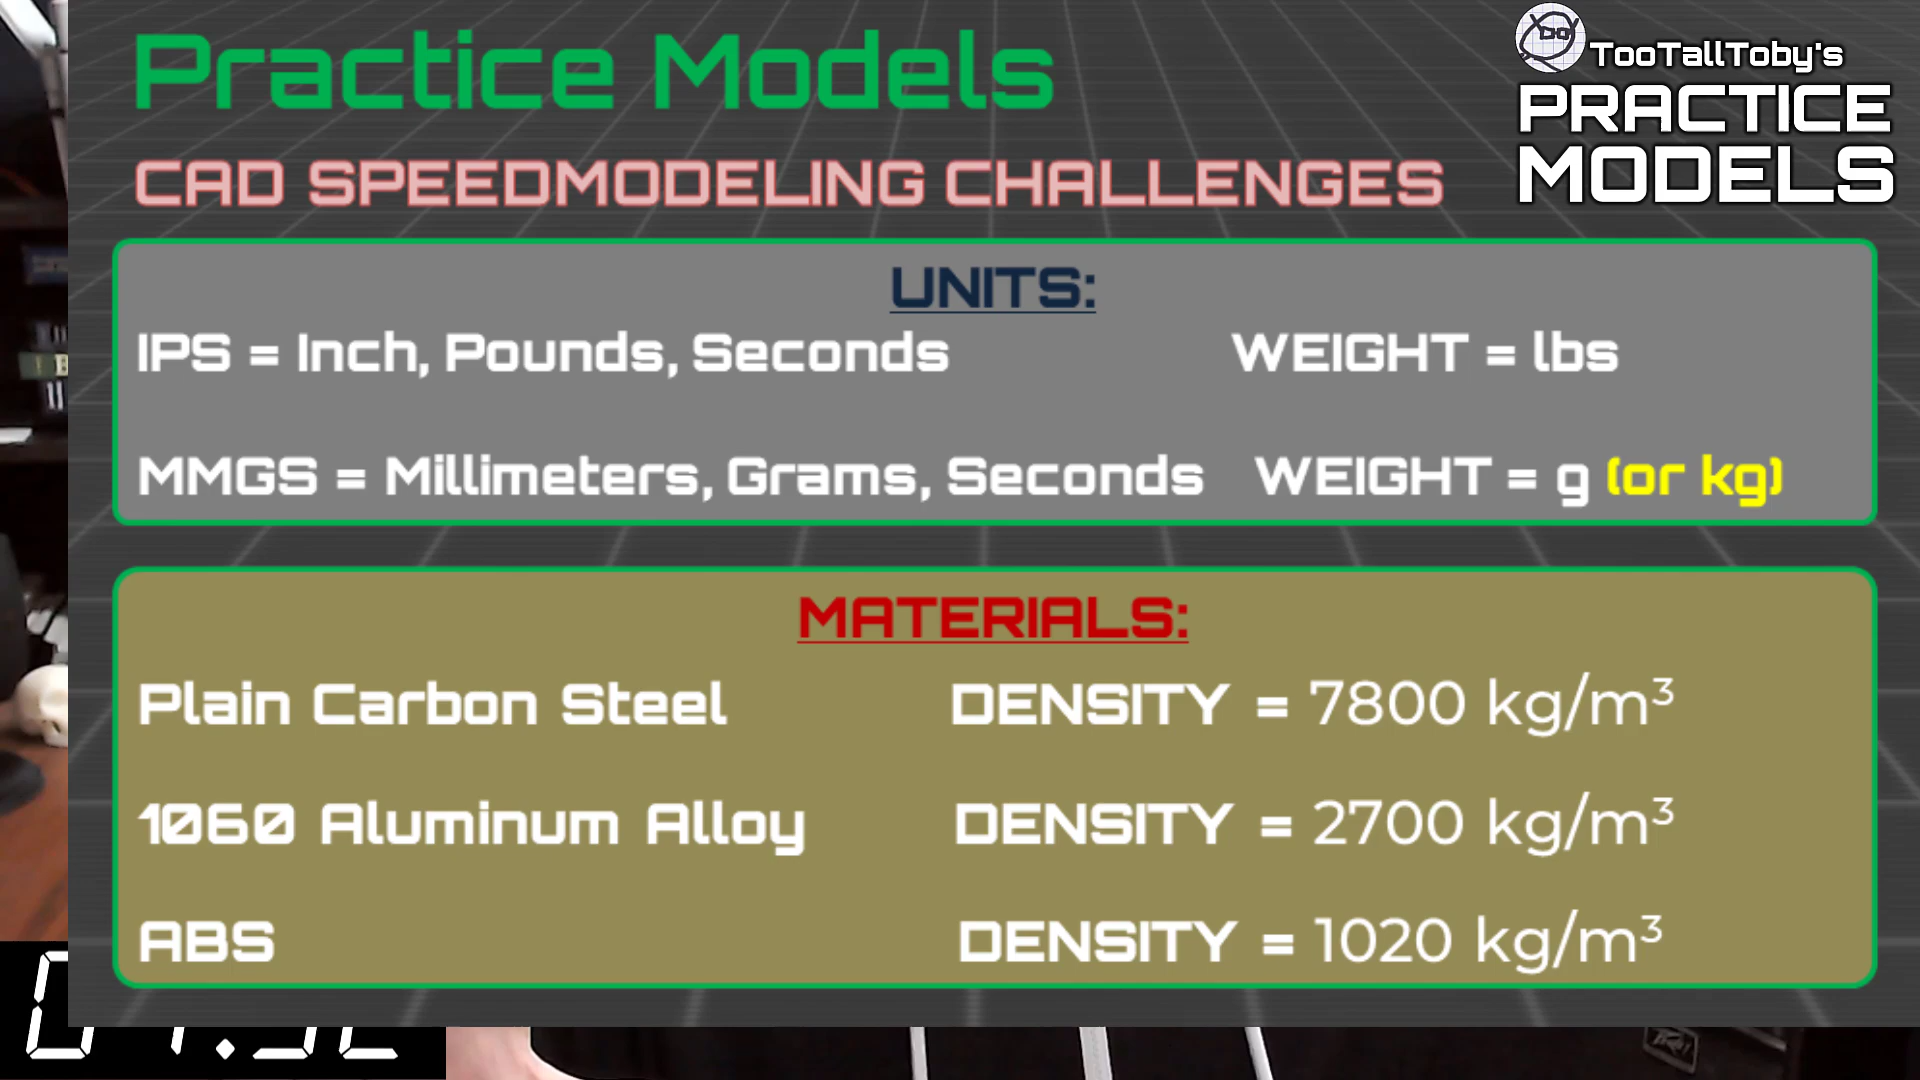 Practice Models
TooTallToby's
PRACTICE
MODELS
CAD SPEEDMODELING CHALLENGES
UNITS:
IPS = Inch, Pounds, Seconds WEIGHT = lbs
MMGS = Millimeters, Grams, Seconds WEIGHT = g (or kg)
MATERIALS:
Plain Carbon Steel DENSITY = 7800 kg/m³
1060 Aluminum Alloy DENSITY = 2700 kg/m³
ABS DENSITY = 1020 kg/m³